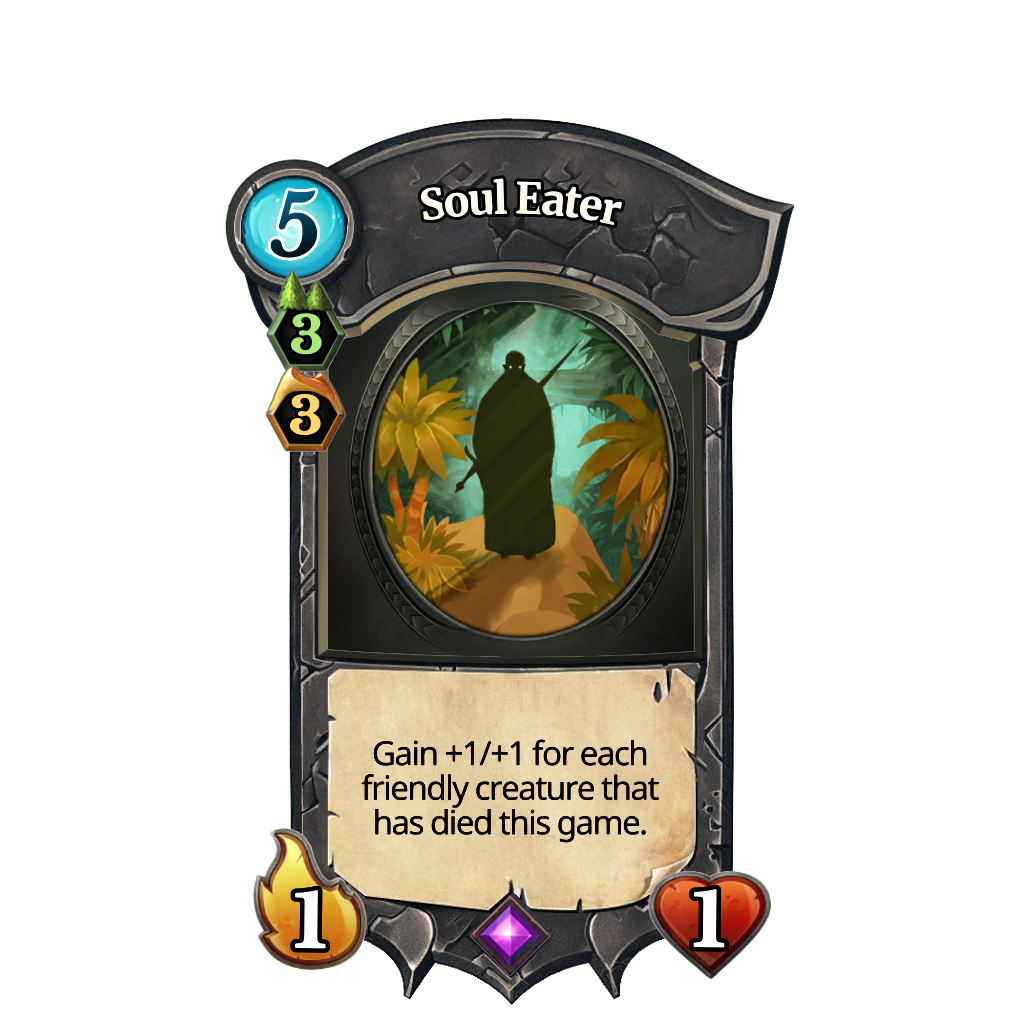 Soul Eater
5
3
3
Gain +1/+1 for each
friendly creature that
has died this game.
1
1